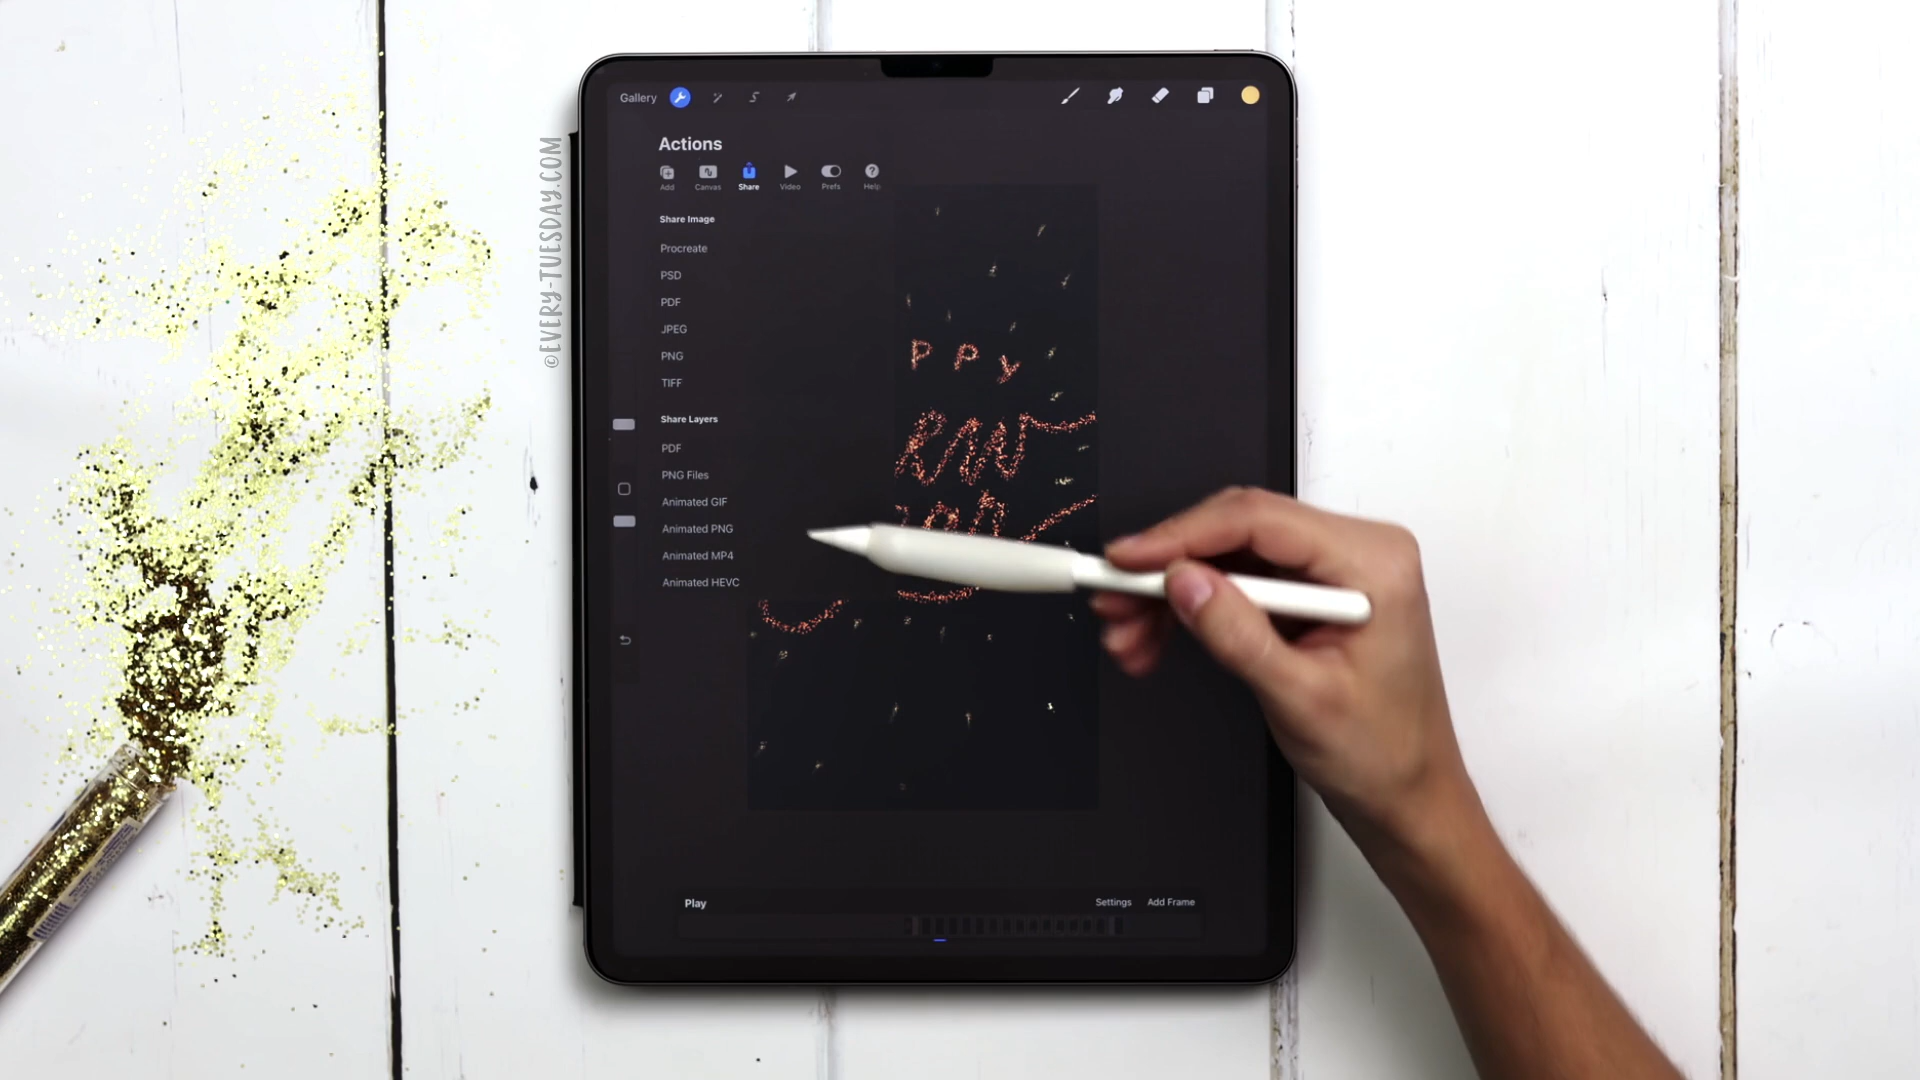 ©EVERY-TUESDAY.COM
Gallery
Actions
Add Canvas Share Video Prefs Help
Share Image
Procreate
PSD
PDF
JPEG
PNG
TIFF
Share Layers
PDF
PNG Files
Animated GIF
Animated PNG
Animated MP4
Animated HEVC
PPY
Play Settings Add Frame